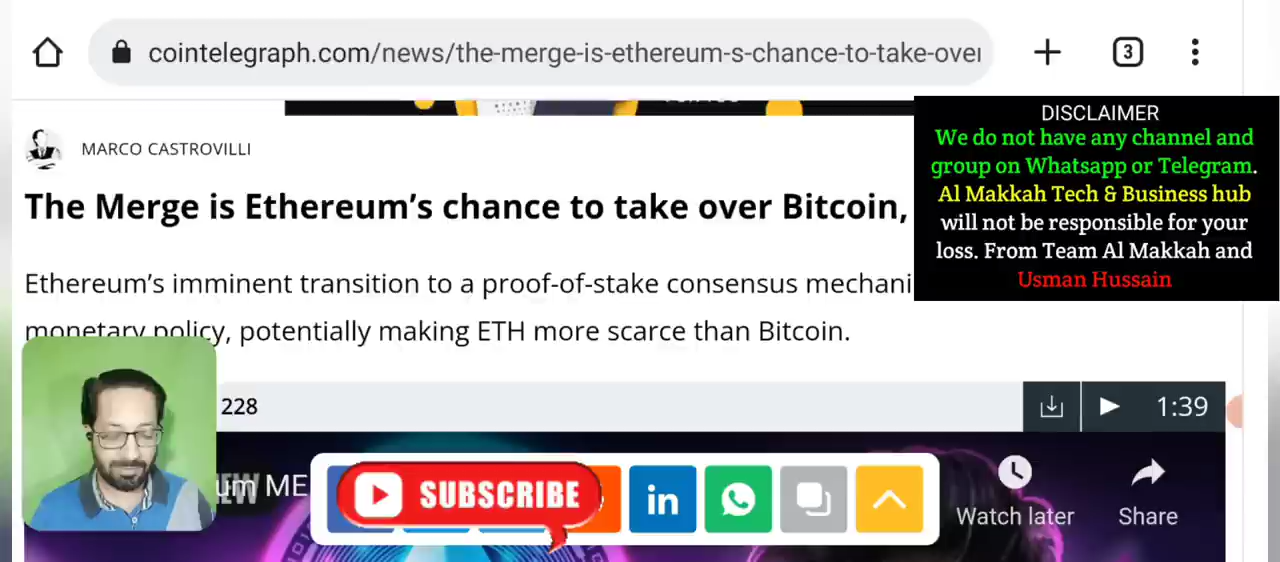 cointelegraph.com/news/the-merge-is-ethereum-s-chance-to-take-over
3
MARCO CASTROVILLI
The Merge is Ethereum’s chance to take over Bitcoin,
Ethereum’s imminent transition to a proof-of-stake consensus mechani
monetary policy, potentially making ETH more scarce than Bitcoin.
DISCLAIMER
We do not have any channel and
group on Whatsapp or Telegram.
Al Makkah Tech & Business hub
will not be responsible for your
loss. From Team Al Makkah and
Usman Hussain
228
1:39
um ME
SUBSCRIBE
in
Watch later
Share